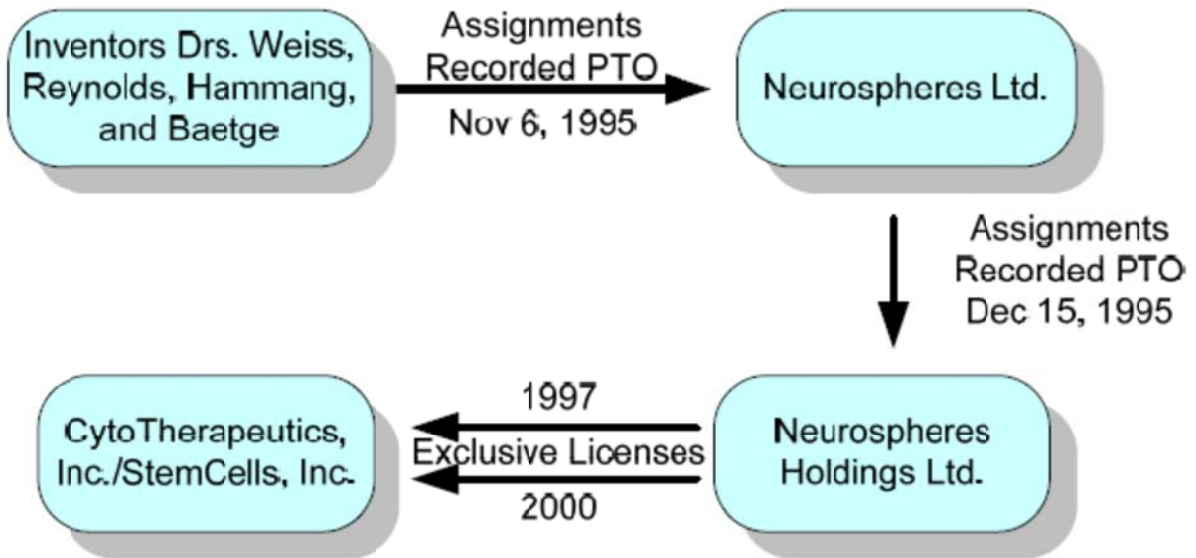 Inventors Drs. Weiss,
Reynolds, Hammang,
and Baetge
Assignments
Recorded PTO
Nov 6, 1995
Neurospheres Ltd.
Assignments
Recorded PTO
Dec 15, 1995
CytoTherapeutics,
Inc./StemCells, Inc.
1997
Exclusive Licenses
2000
Neurospheres
Holdings Ltd.